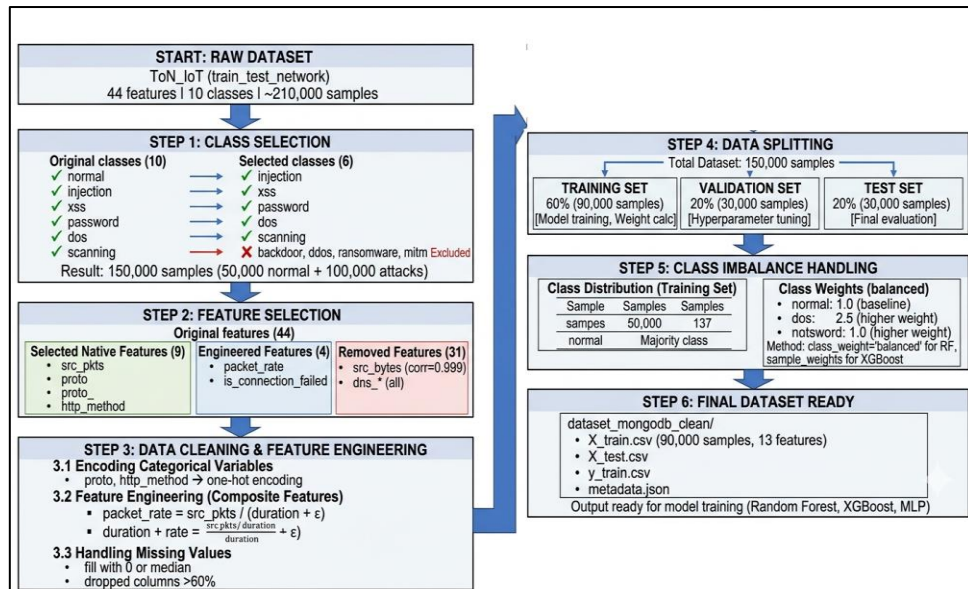 START: RAW DATASET
ToN_IoT (train_test_network)
44 features | 10 classes | ~210,000 samples
STEP 1: CLASS SELECTION
Original classes (10)
✓ normal
✓ injection
✓ xss
✓ password
✓ dos
✓ scanning
Selected classes (6)
✓ injection
✓ xss
✓ password
✓ dos
✓ scanning
✗ backdoor, ddos, ransomware, mitm Excluded
Result: 150,000 samples (50,000 normal + 100,000 attacks)
STEP 2: FEATURE SELECTION
Original features (44)
Selected Native Features (9)
• src_pkts
• proto
• proto_
• http_method
Engineered Features (4)
• packet_rate
• is_connection_failed
Removed Features (31)
• src_bytes (corr=0.999)
• dns_* (all)
STEP 3: DATA CLEANING & FEATURE ENGINEERING
3.1 Encoding Categorical Variables
• proto, http_method → one-hot encoding
3.2 Feature Engineering (Composite Features)
▪ packet_rate = src_pkts / (duration + ε)
▪ duration + rate = src pkts/duration / duration + ε)
3.3 Handling Missing Values
• fill with 0 or median
• dropped columns >60%
STEP 4: DATA SPLITTING
Total Dataset: 150,000 samples
TRAINING SET
60% (90,000 samples)
[Model training, Weight calc]
VALIDATION SET
20% (30,000 samples)
[Hyperparameter tuning]
TEST SET
20% (30,000 samples)
[Final evaluation]
STEP 5: CLASS IMBALANCE HANDLING
Class Distribution (Training Set)
Sample Samples Samples
sampes 50,000 137
normal Majority class
Class Weights (balanced)
• normal: 1.0 (baseline)
• dos: 2.5 (higher weight)
• notsword: 1.0 (higher weight)
Method: class_weight='balanced' for RF,
sample_weights for XGBoost
STEP 6: FINAL DATASET READY
dataset_mongodb_clean/
• X_train.csv (90,000 samples, 13 features)
• X_test.csv
• y_train.csv
• metadata.json
Output ready for model training (Random Forest, XGBoost, MLP)